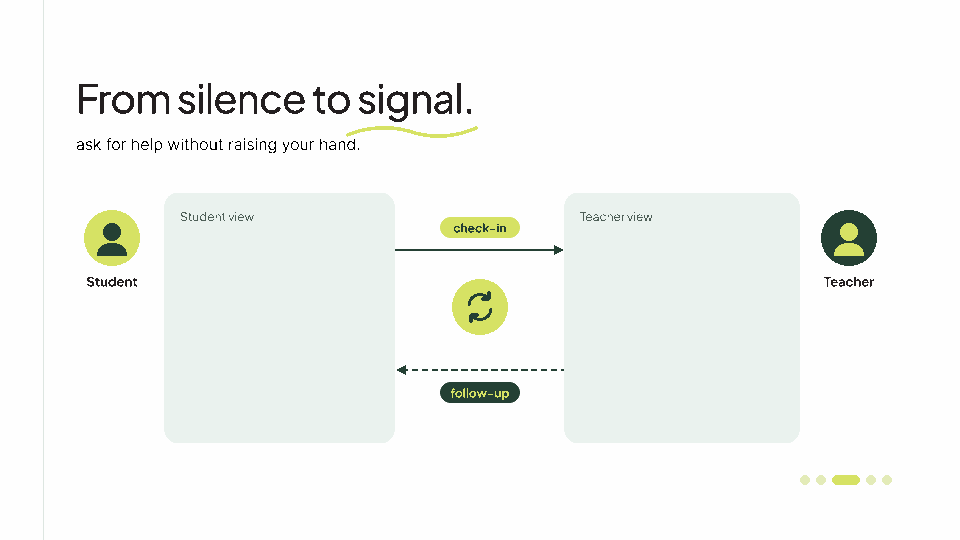 From silence to signal.
ask for help without raising your hand.
Student view
check-in
Teacher view
Student
Teacher
follow-up